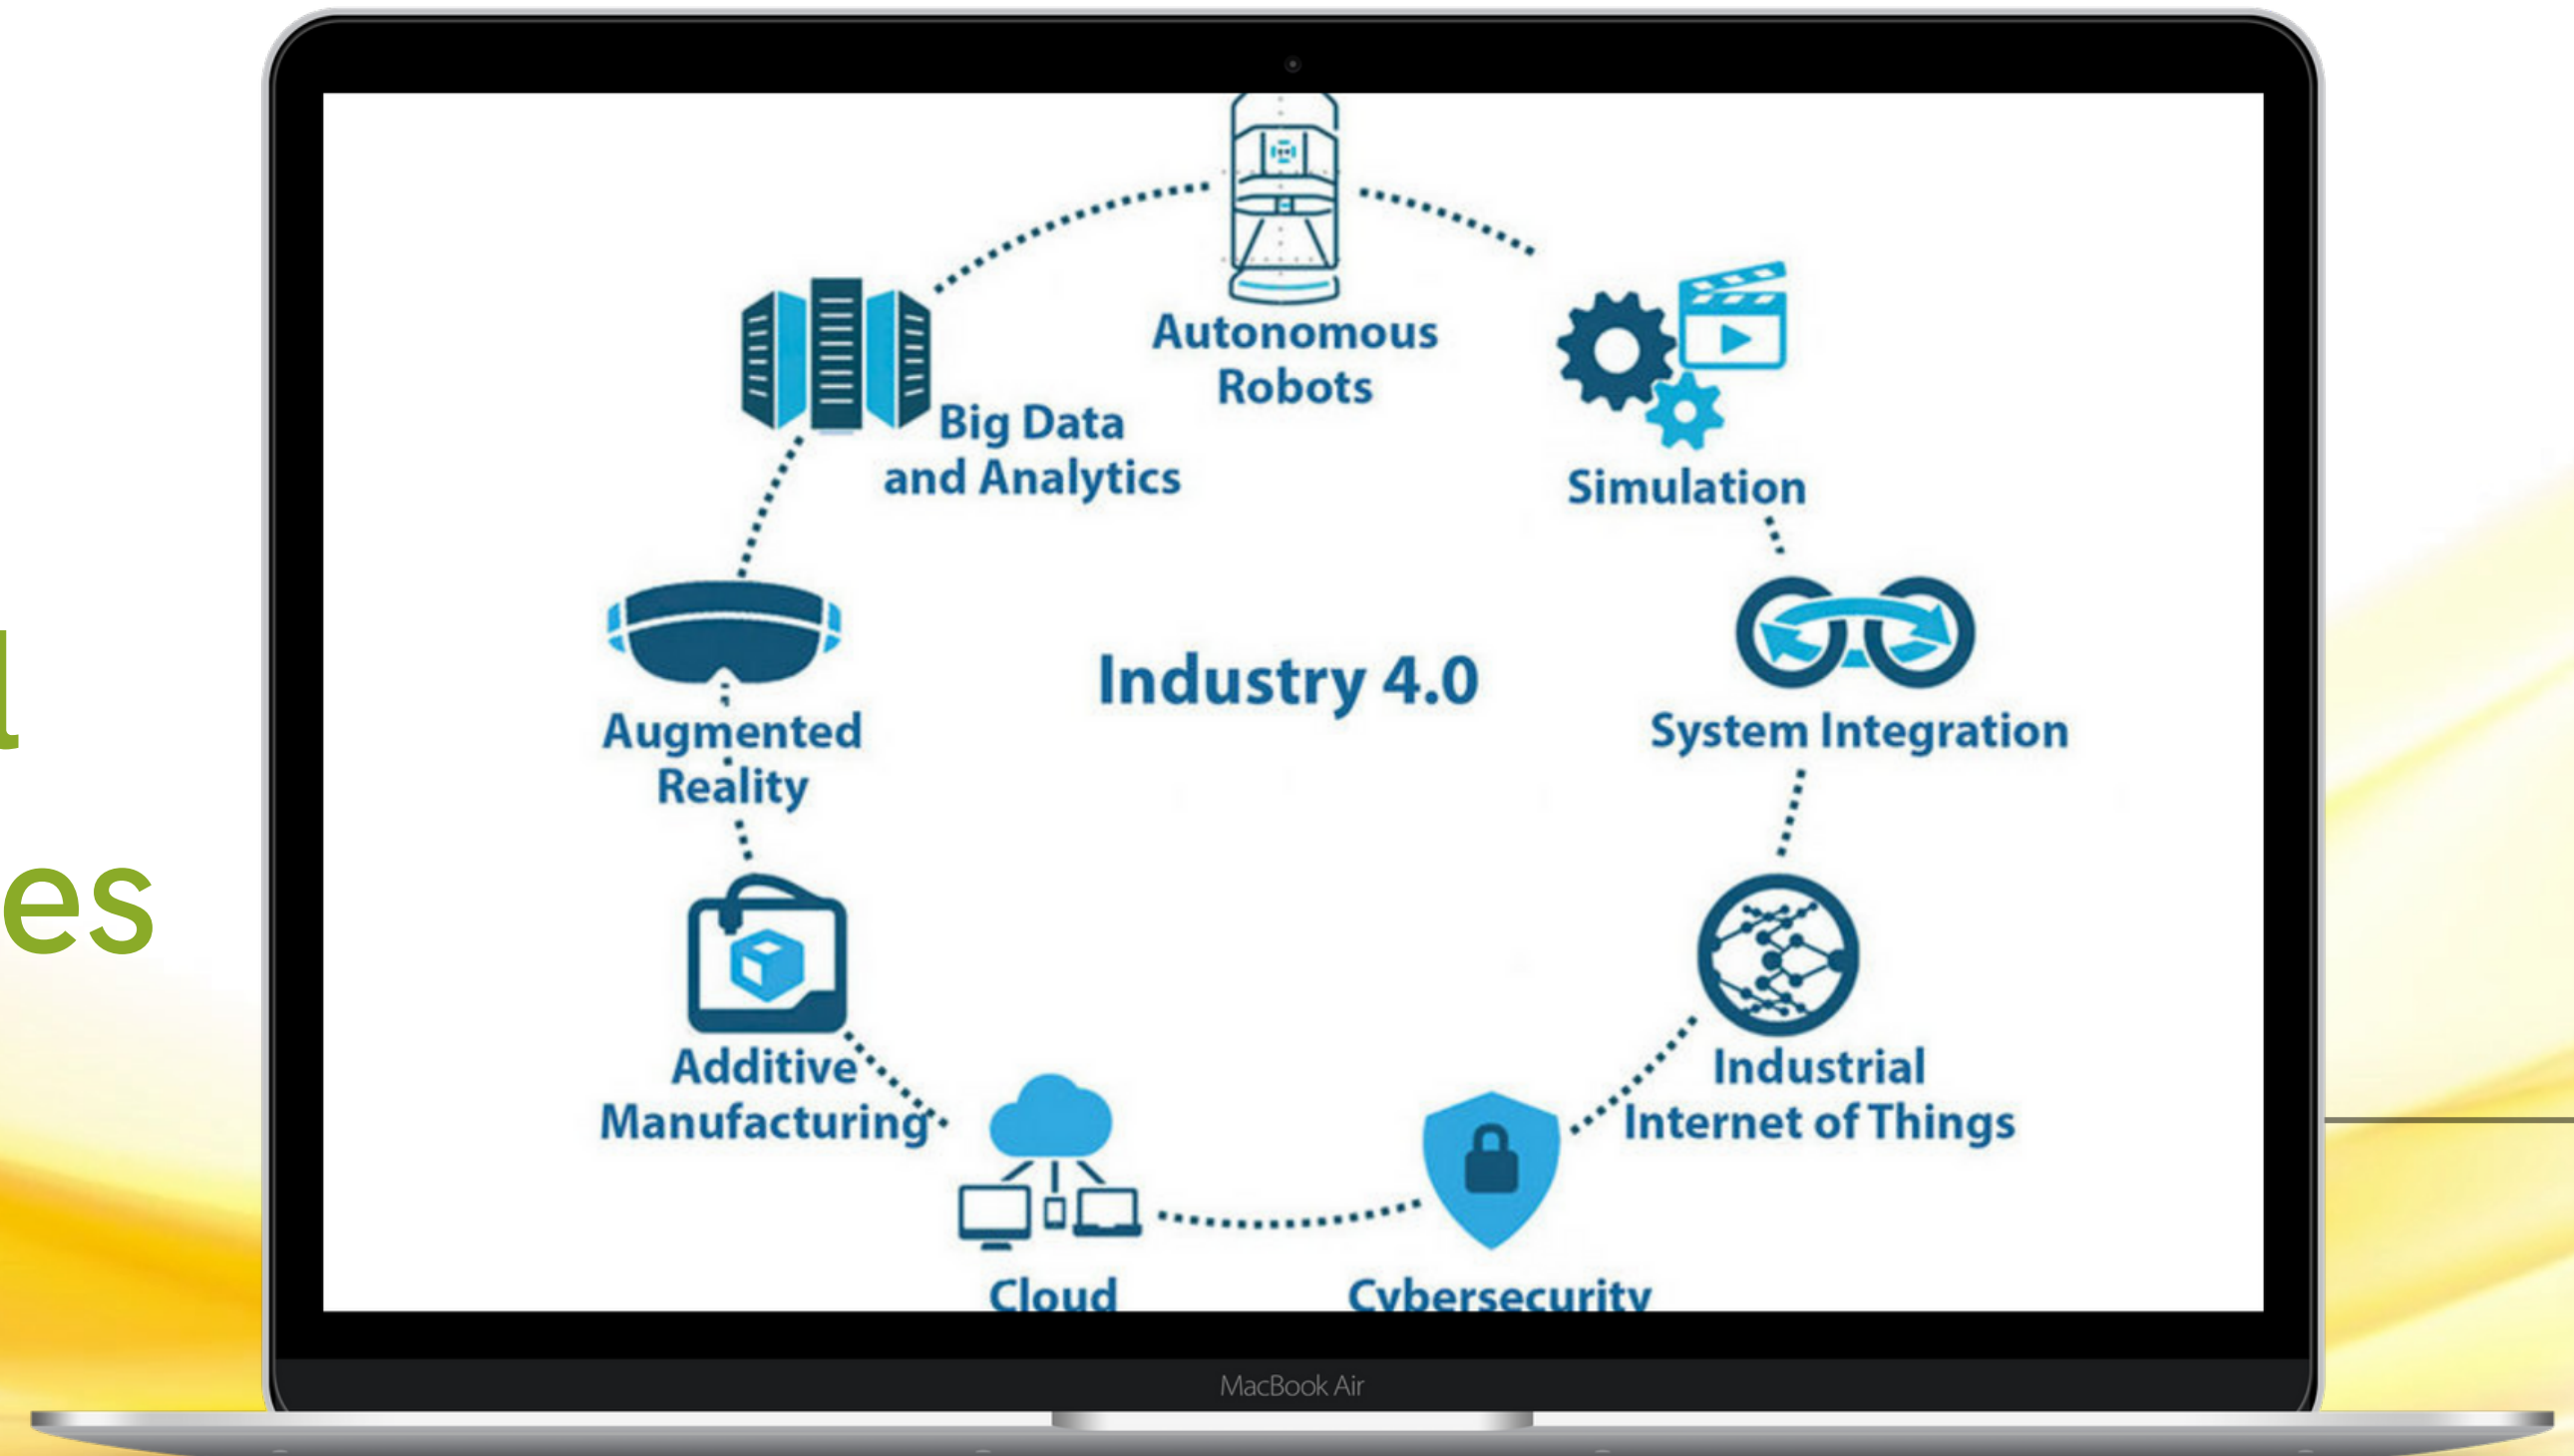 l
es
Autonomous
Robots
Big Data
and Analytics
Simulation
Augmented
Reality
Industry 4.0
System Integration
Additive
Manufacturing
Industrial
Internet of Things
Cloud
Cybersecurity
MacBook Air